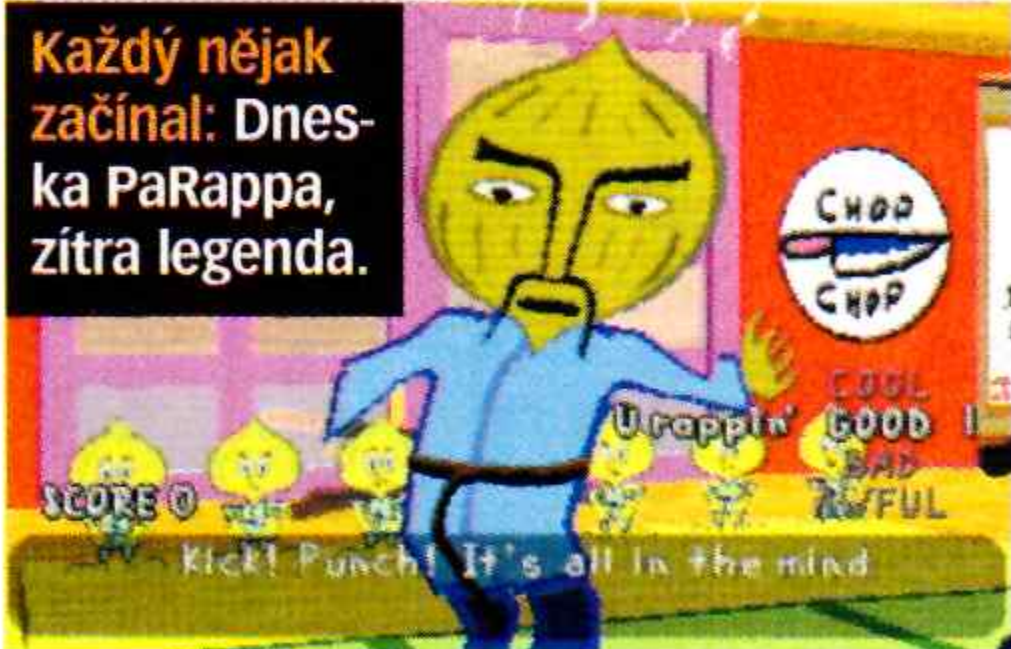 Každý nějak
začínal: Dnes-
ka PaRappa,
zítra legenda.
CHOP
CHOP
COOL
U rappin' GOOD !
BAD
AWFUL
SCORE 0
Kick! Punch! It's all in the mind